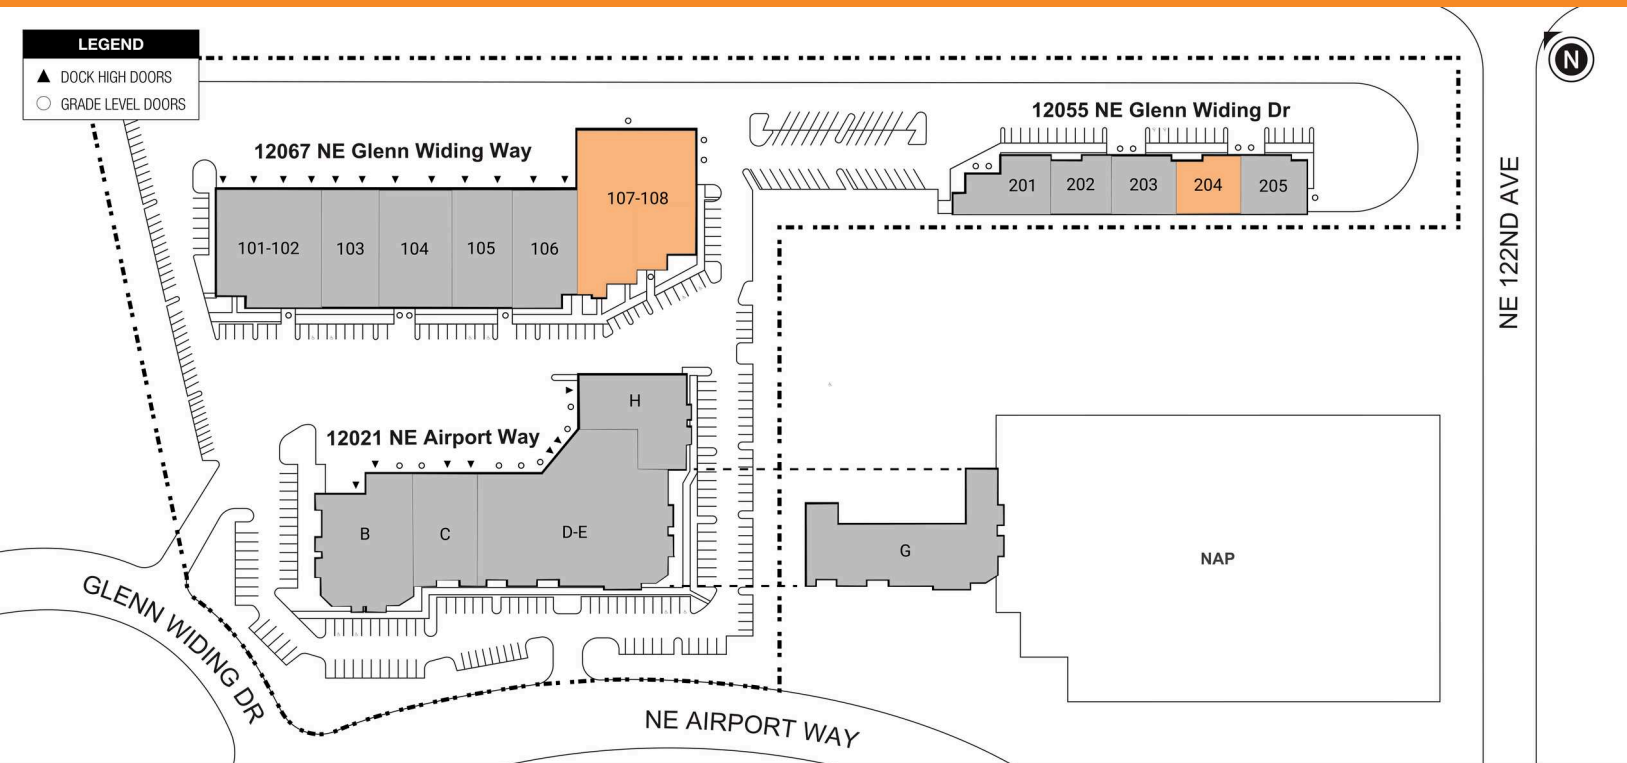 LEGEND
DOCK HIGH DOORS
GRADE LEVEL DOORS
N
12067 NE Glenn Widing Way
12055 NE Glenn Widing Dr
101-102
103
104
105
106
107-108
201
202
203
204
205
NE 122ND AVE
12021 NE Airport Way
H
B
C
D-E
G
NAP
GLENN WIDING DR
NE AIRPORT WAY